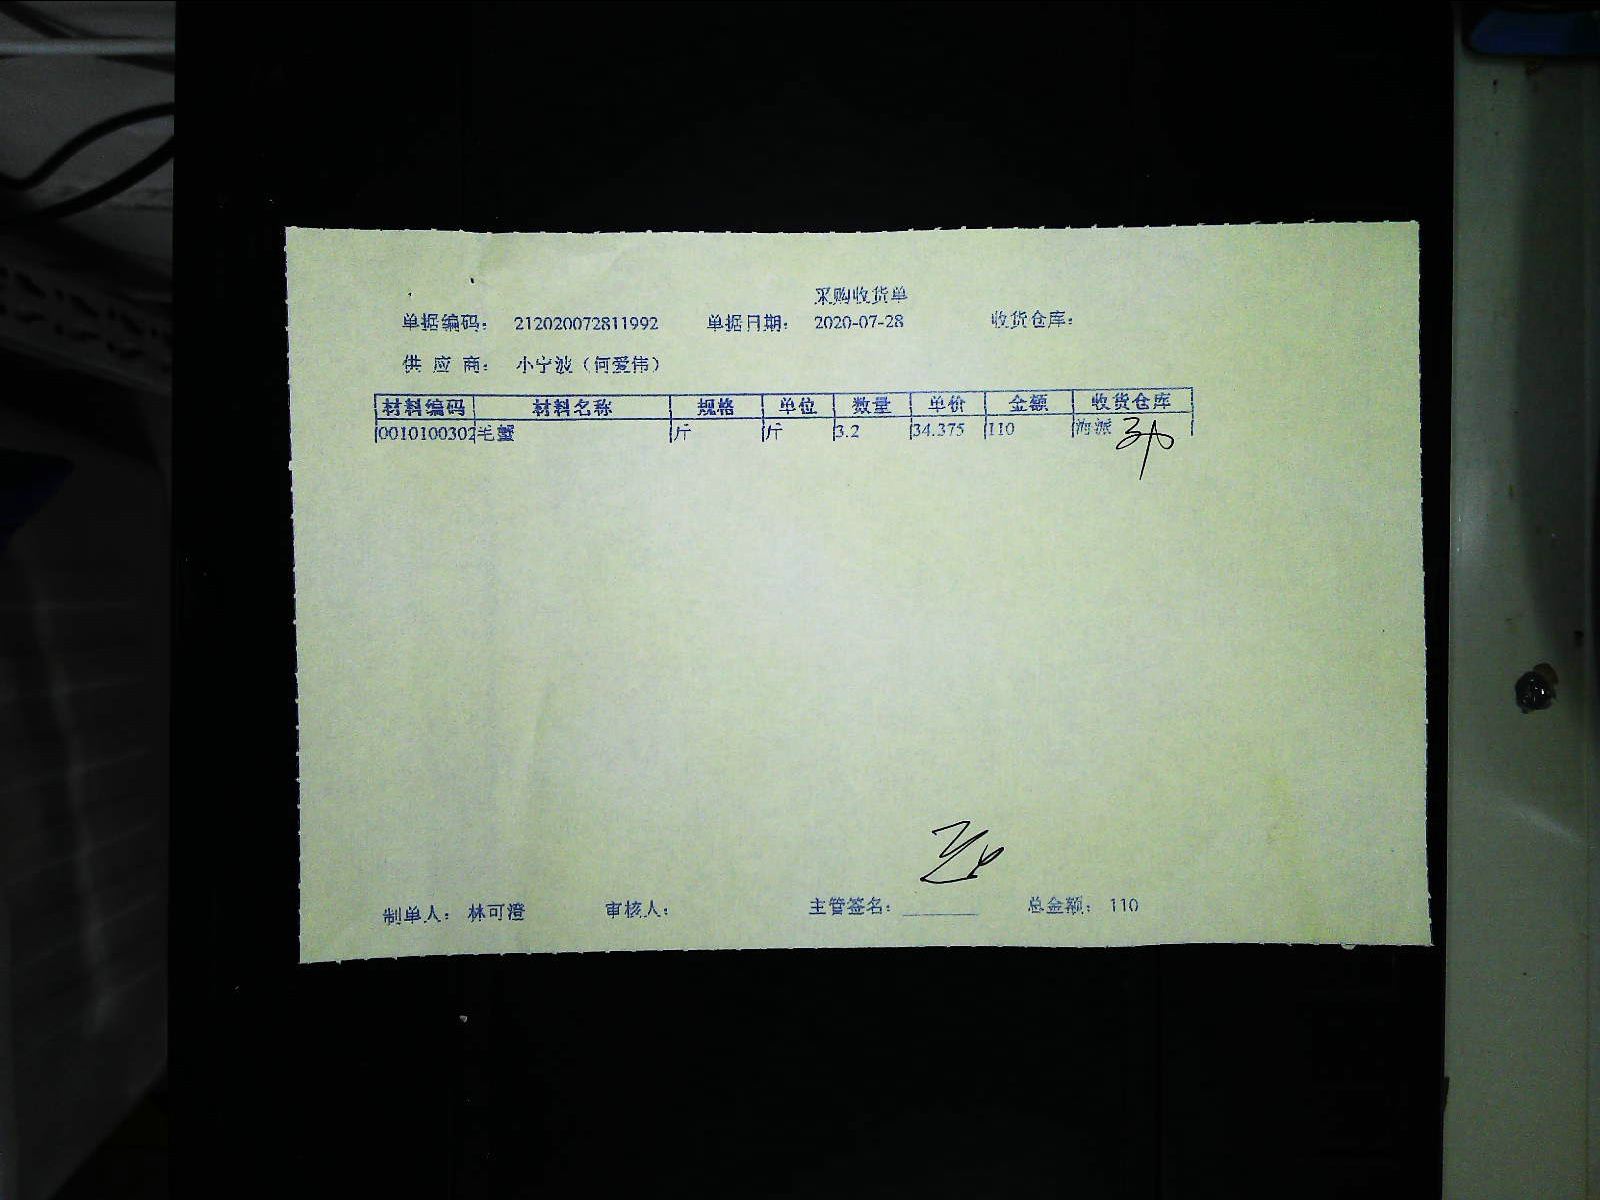 采购收货单
单据编码： 212020072811992 单据日期： 2020-07-28 收货仓库：
供 应 商： 小宁波（何爱伟）
材料编码 材料名称 规格 单位 数量 单价 金额 收货仓库
0010100302 毛蟹 斤 斤 3.2 34.375 110 海派
制单人： 林可澄 审核人： 主管签名： 总金额： 110